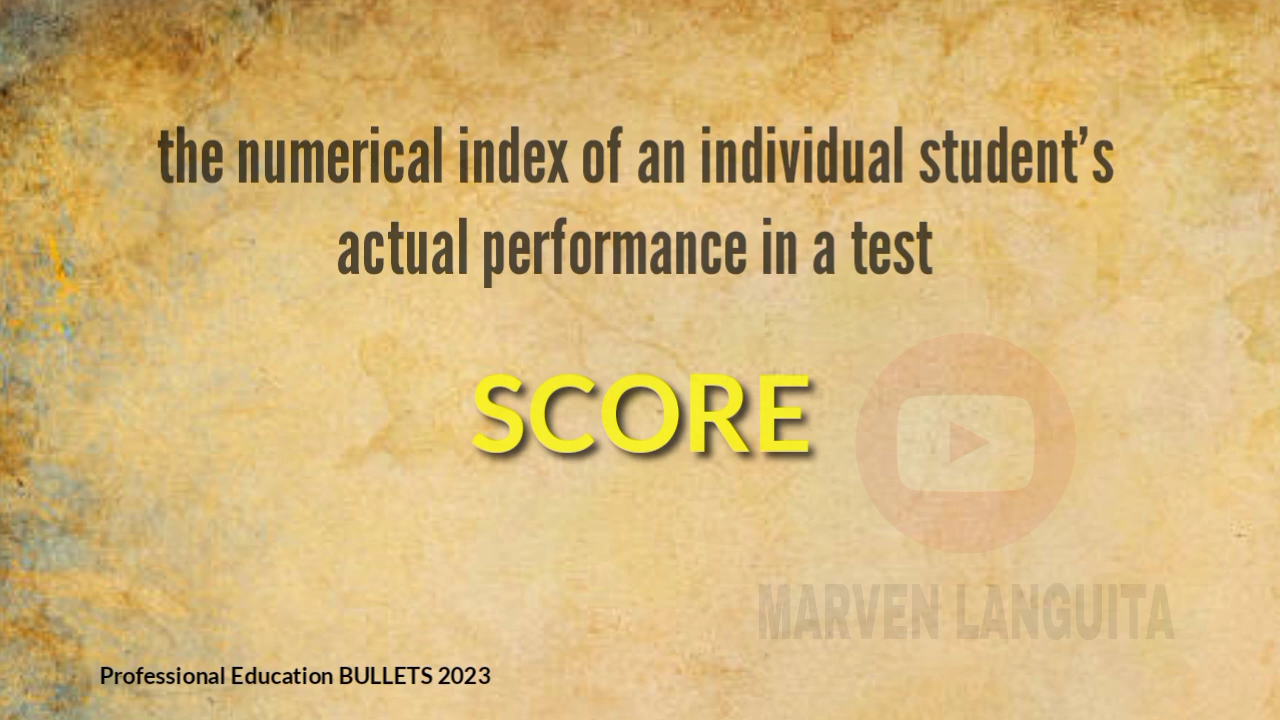 the numerical index of an individual student’s
actual performance in a test
SCORE
MARVEN LANGUITA
Professional Education BULLETS 2023